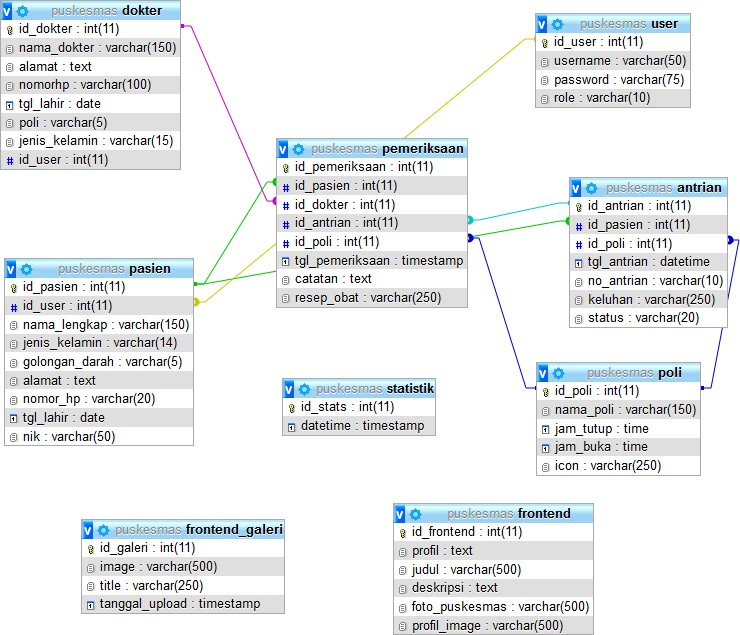 puskesmas dokter
id_dokter : int(11)
nama_dokter : varchar(150)
alamat : text
nomorhp : varchar(100)
tgl_lahir : date
poli : varchar(5)
jenis_kelamin : varchar(15)
id_user : int(11)
puskesmas user
id_user : int(11)
username : varchar(50)
password : varchar(75)
role : varchar(10)
puskesmas pemeriksaan
id_pemeriksaan : int(11)
id_pasien : int(11)
id_dokter : int(11)
id_antrian : int(11)
id_poli : int(11)
tgl_pemeriksaan : timestamp
catatan : text
resep_obat : varchar(250)
puskesmas antrian
id_antrian : int(11)
id_pasien : int(11)
id_poli : int(11)
tgl_antrian : datetime
no_antrian : varchar(10)
keluhan : varchar(250)
status : varchar(20)
puskesmas pasien
id_pasien : int(11)
id_user : int(11)
nama_lengkap : varchar(150)
jenis_kelamin : varchar(14)
golongan_darah : varchar(5)
alamat : text
nomor_hp : varchar(20)
tgl_lahir : date
nik : varchar(50)
puskesmas statistik
id_stats : int(11)
datetime : timestamp
puskesmas poli
id_poli : int(11)
nama_poli : varchar(150)
jam_tutup : time
jam_buka : time
icon : varchar(250)
puskesmas frontend_galeri
id_galeri : int(11)
image : varchar(500)
title : varchar(250)
tanggal_upload : timestamp
puskesmas frontend
id_frontend : int(11)
profil : text
judul : varchar(500)
deskripsi : text
foto_puskesmas : varchar(500)
profil_image : varchar(500)